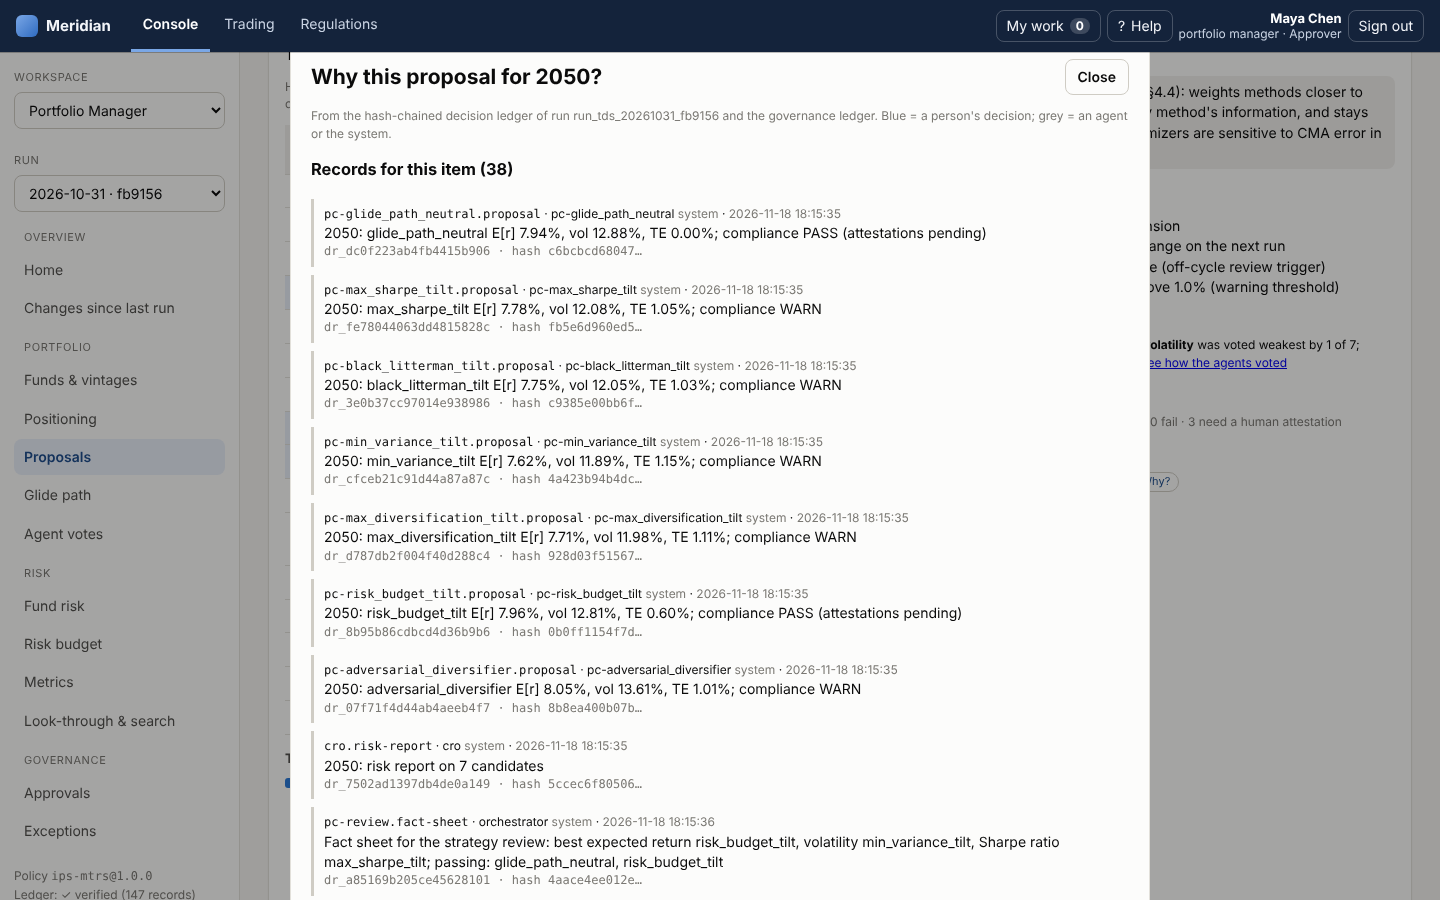 Meridian
Console
Trading
Regulations
My work 0
? Help
Maya Chen
portfolio manager · Approver
Sign out
WORKSPACE
Portfolio Manager
RUN
2026-10-31 · fb9156
OVERVIEW
Home
Changes since last run
PORTFOLIO
Funds & vintages
Positioning
Proposals
Glide path
Agent votes
RISK
Fund risk
Risk budget
Metrics
Look-through & search
GOVERNANCE
Approvals
Exceptions
Policy ips-mtrs@1.0.0
Ledger: ✓ verified (147 records)
Why this proposal for 2050?
Close
From the hash-chained decision ledger of run run_tds_20261031_fb9156 and the governance ledger. Blue = a person's decision; grey = an agent
or the system.
Records for this item (38)
pc-glide_path_neutral.proposal · pc-glide_path_neutral system · 2026-11-18 18:15:35
2050: glide_path_neutral E[r] 7.94%, vol 12.88%, TE 0.00%; compliance PASS (attestations pending)
dr_dc0f223ab4fb4415b906 · hash c6bcbcd68047…
pc-max_sharpe_tilt.proposal · pc-max_sharpe_tilt system · 2026-11-18 18:15:35
2050: max_sharpe_tilt E[r] 7.78%, vol 12.08%, TE 1.05%; compliance WARN
dr_fe78044063dd4815828c · hash fb5e6d960ed5…
pc-black_litterman_tilt.proposal · pc-black_litterman_tilt system · 2026-11-18 18:15:35
2050: black_litterman_tilt E[r] 7.75%, vol 12.05%, TE 1.03%; compliance WARN
dr_3e0b37cc97014e938986 · hash c9385e00bb6f…
pc-min_variance_tilt.proposal · pc-min_variance_tilt system · 2026-11-18 18:15:35
2050: min_variance_tilt E[r] 7.62%, vol 11.89%, TE 1.15%; compliance WARN
dr_cfceb21c91d44a87a87c · hash 4a423b94b4dc…
pc-max_diversification_tilt.proposal · pc-max_diversification_tilt system · 2026-11-18 18:15:35
2050: max_diversification_tilt E[r] 7.71%, vol 11.98%, TE 1.11%; compliance WARN
dr_d787db2f004f40d288c4 · hash 928d03f51567…
pc-risk_budget_tilt.proposal · pc-risk_budget_tilt system · 2026-11-18 18:15:35
2050: risk_budget_tilt E[r] 7.96%, vol 12.81%, TE 0.60%; compliance PASS (attestations pending)
dr_8b95b86cdbcd4d36b9b6 · hash 0b0ff1154f7d…
pc-adversarial_diversifier.proposal · pc-adversarial_diversifier system · 2026-11-18 18:15:35
2050: adversarial_diversifier E[r] 8.05%, vol 13.61%, TE 1.01%; compliance WARN
dr_07f71f4d44ab4aeeb4f7 · hash 8b8ea400b07b…
cro.risk-report · cro system · 2026-11-18 18:15:35
2050: risk report on 7 candidates
dr_7502ad1397db4de0a149 · hash 5ccec6f80506…
pc-review.fact-sheet · orchestrator system · 2026-11-18 18:15:36
Fact sheet for the strategy review: best expected return risk_budget_tilt, volatility min_variance_tilt, Sharpe ratio
max_sharpe_tilt; passing: glide_path_neutral, risk_budget_tilt
dr_a85169b205ce45628101 · hash 4aace4ee012e…
§4.4): weights methods closer to
method's information, and stays
mizers are sensitive to CMA error in
nsion
ange on the next run
e (off-cycle review trigger)
ove 1.0% (warning threshold)
olatility was voted weakest by 1 of 7;
ee how the agents voted
0 fail · 3 need a human attestation
Why?